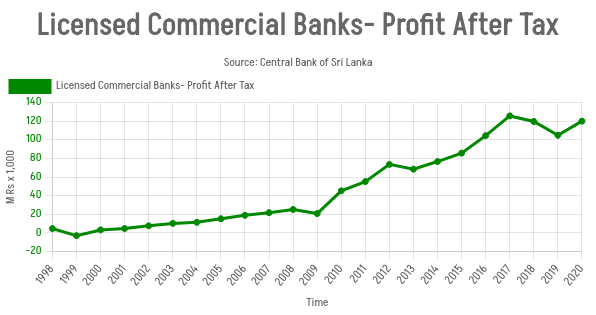 Licensed Commercial Banks- Profit After Tax
Source: Central Bank of Sri Lanka
Licensed Commercial Banks- Profit After Tax
M Rs x 1,000
140
120
100
80
60
40
20
0
-20
1998 1999 2000 2001 2002 2003 2004 2005 2006 2007 2008 2009 2010 2011 2012 2013 2014 2015 2016 2017 2018 2019 2020
Time